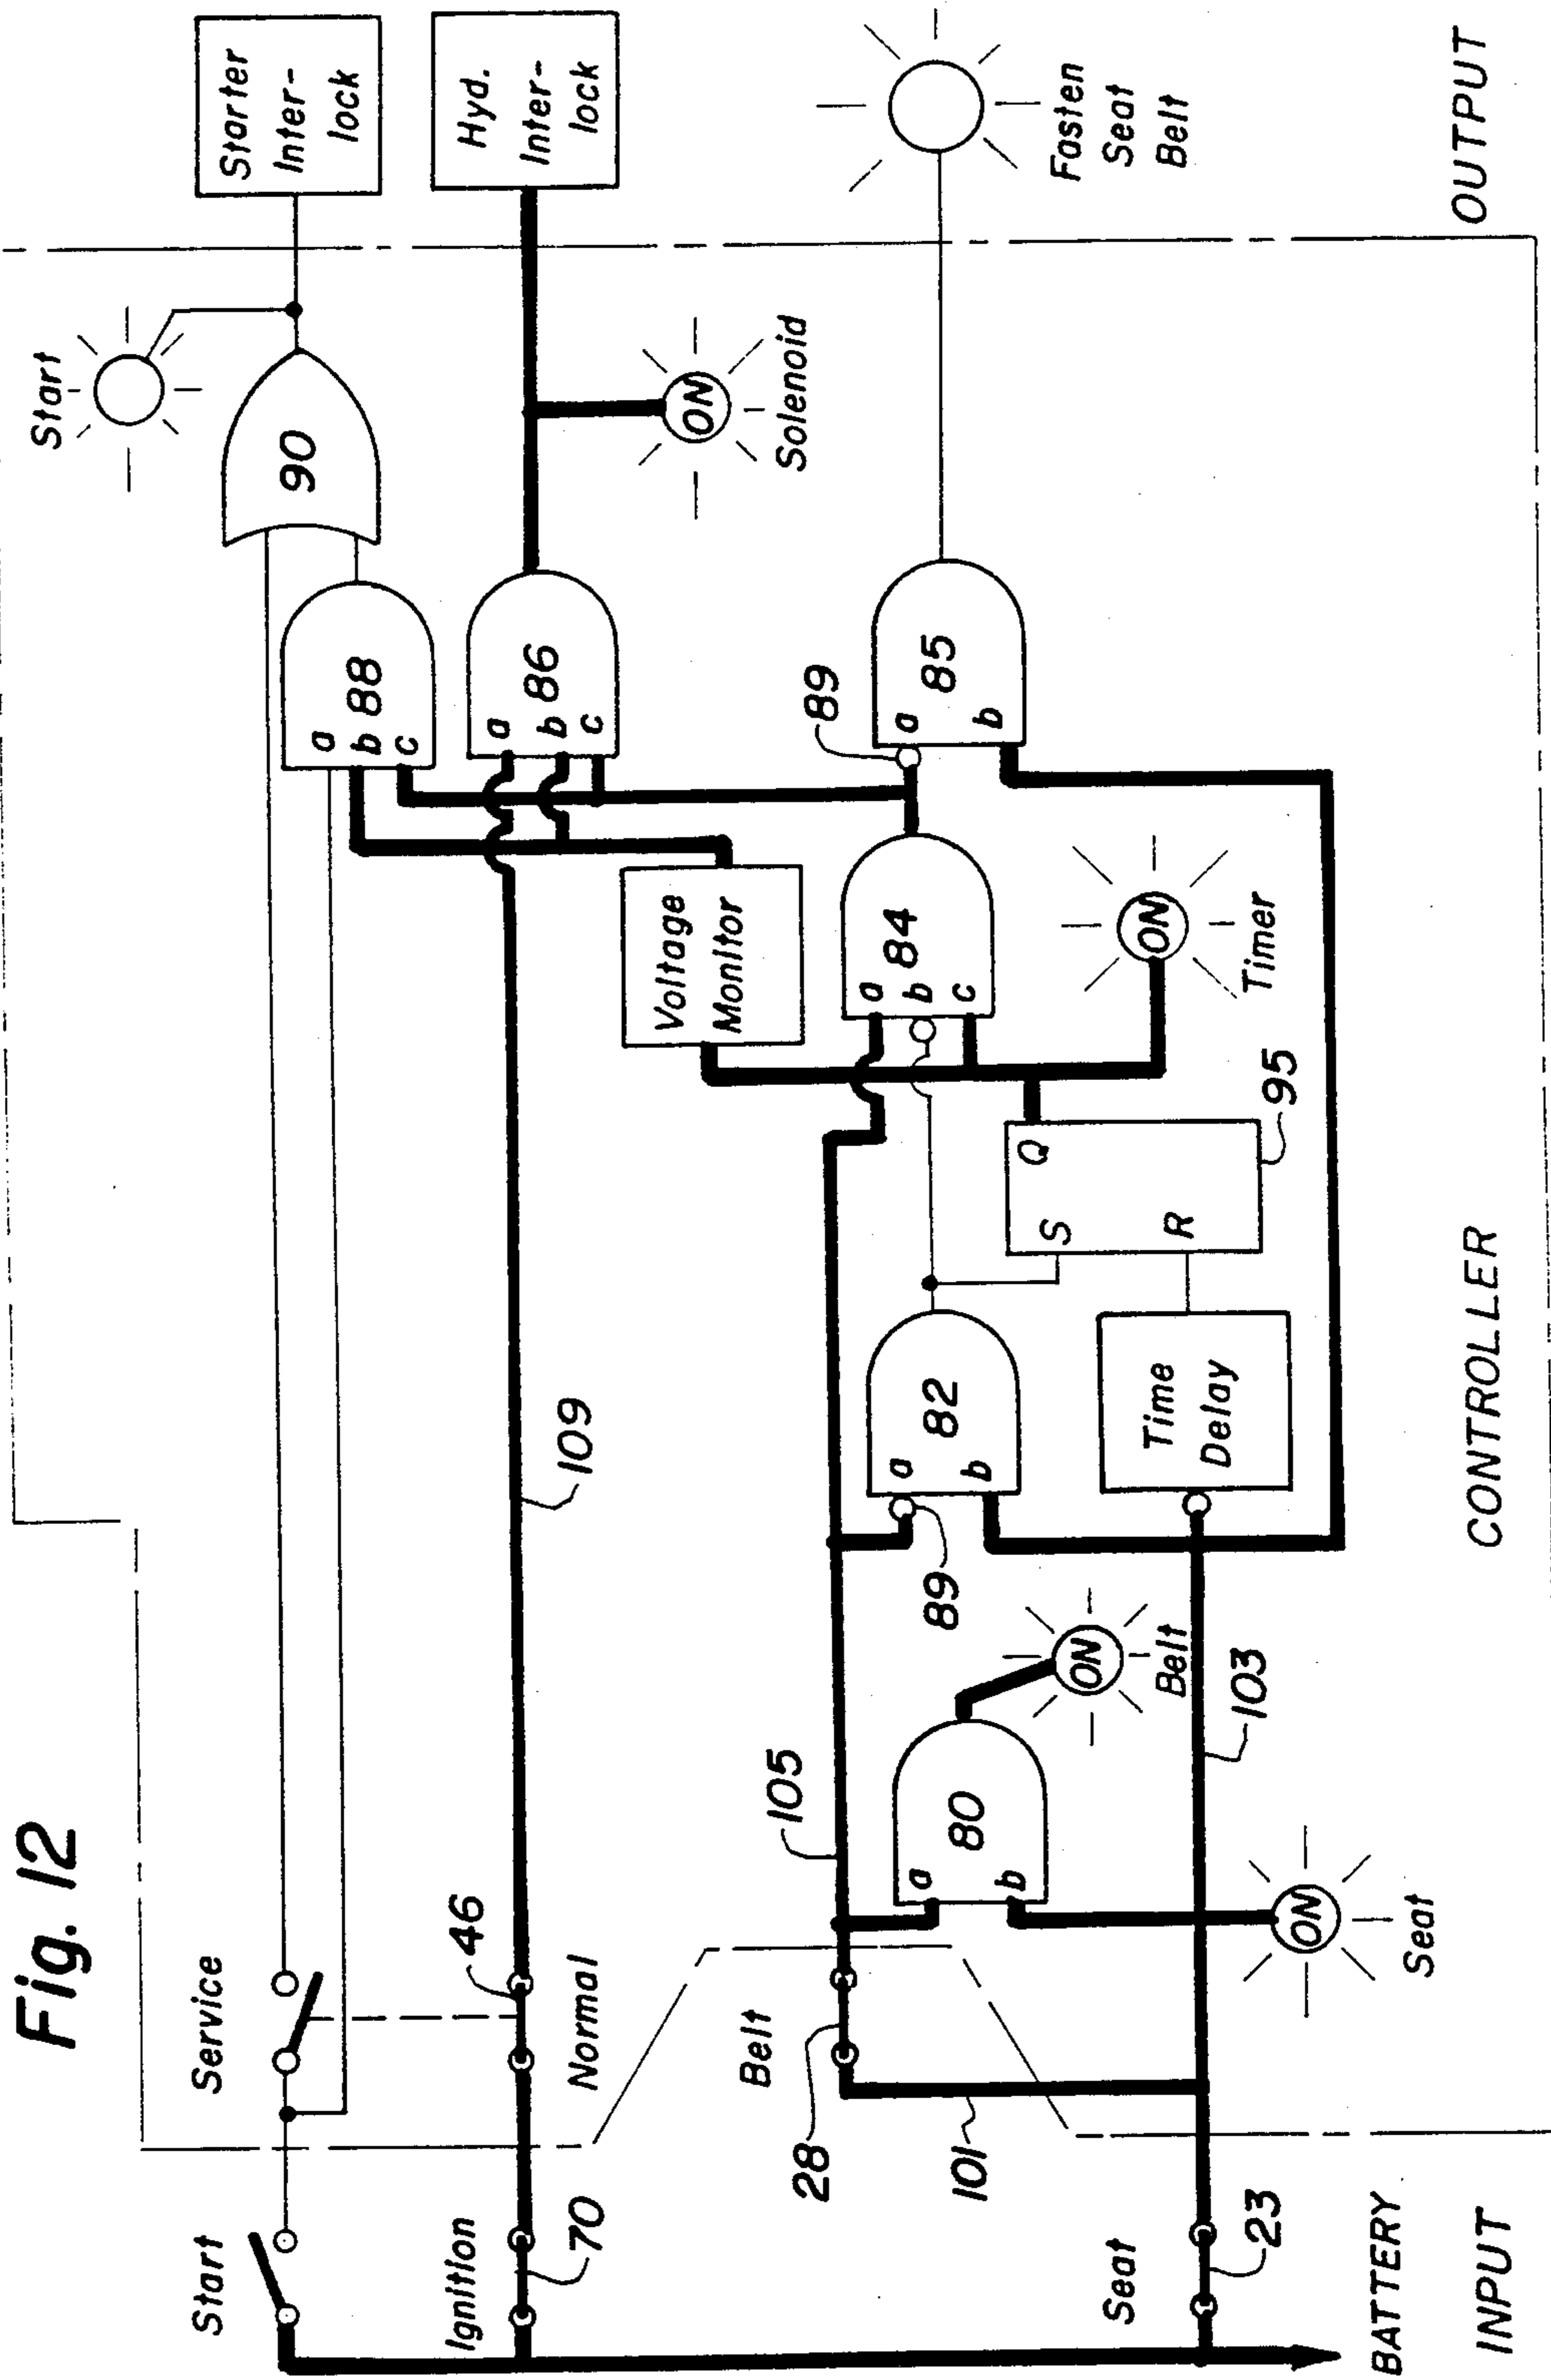 Fig. 12
Start
Service
Start
90
Starter
Inter-
lock
a
b
c
88
Ignition
70
46
Normal
109
a
b
c
86
Hyd.
Inter-
lock
ON
Solenoid
Voltage
Monitor
Belt
28
101
105
a
b
80
ON
Belt
89
a
b
82
a
b
c
84
89
a
b
85
Fasten
Seat
Belt
S
R
Q
95
ON
Timer
Time
Delay
Seat
23
103
ON
Seat
BATTERY
INPUT
CONTROLLER
OUTPUT